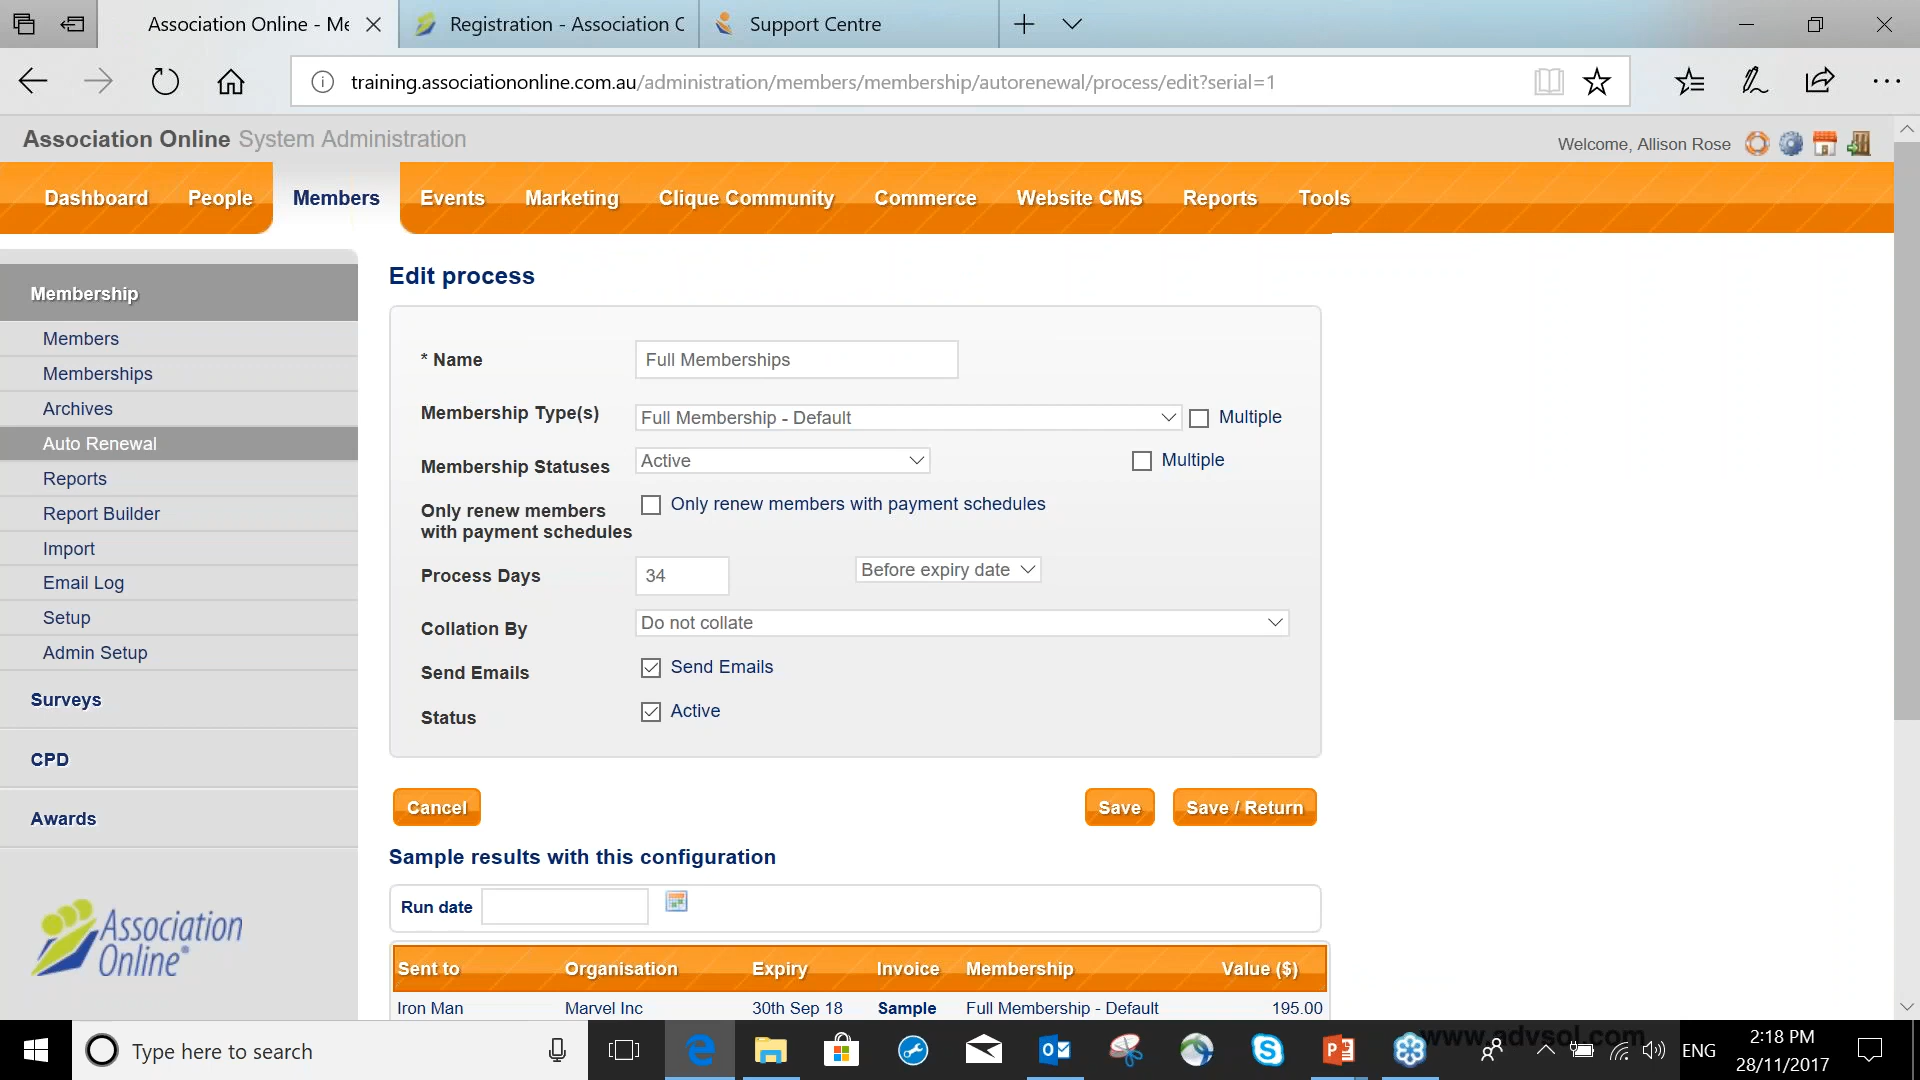 Association Online - Me
Registration - Association C
Support Centre
training.associationonline.com.au/administration/members/membership/autorenewal/process/edit?serial=1
Association Online System Administration
Welcome, Allison Rose
Dashboard People Members Events Marketing Clique Community Commerce Website CMS Reports Tools
Membership
Members
Memberships
Archives
Auto Renewal
Reports
Report Builder
Import
Email Log
Setup
Admin Setup
Surveys
CPD
Awards
Association
Online®
Edit process
* Name Full Memberships
Membership Type(s) Full Membership - Default Multiple
Membership Statuses Active Multiple
Only renew members
with payment schedules
Only renew members with payment schedules
Process Days 34 Before expiry date
Collation By Do not collate
Send Emails Send Emails
Status Active
Cancel Save Save / Return
Sample results with this configuration
Run date
Sent to Organisation Expiry Invoice Membership Value ($)
Iron Man Marvel Inc 30th Sep 18 Sample Full Membership - Default 195.00
www.advsol.com
Type here to search
ENG
2:18 PM
28/11/2017